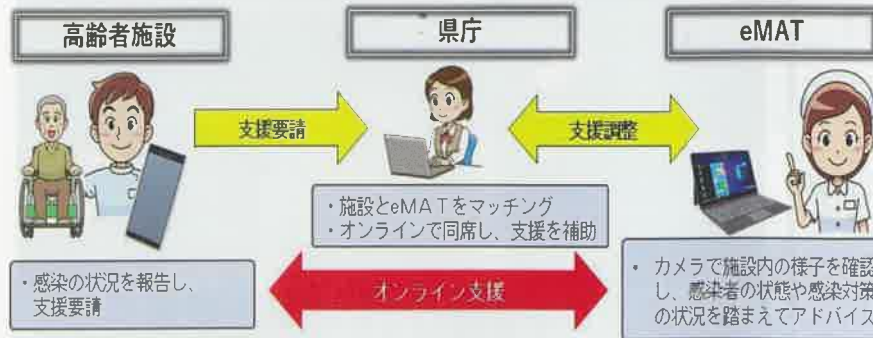 高齢者施設
県庁
eMAT
支援要請
支援調整
・施設とeMATをマッチング
・オンラインで同席し、支援を補助
・感染の状況を報告し、
支援要請
オンライン支援
・ カメラで施設内の様子を確認
し、感染者の状態や感染対策
の状況を踏まえてアドバイス